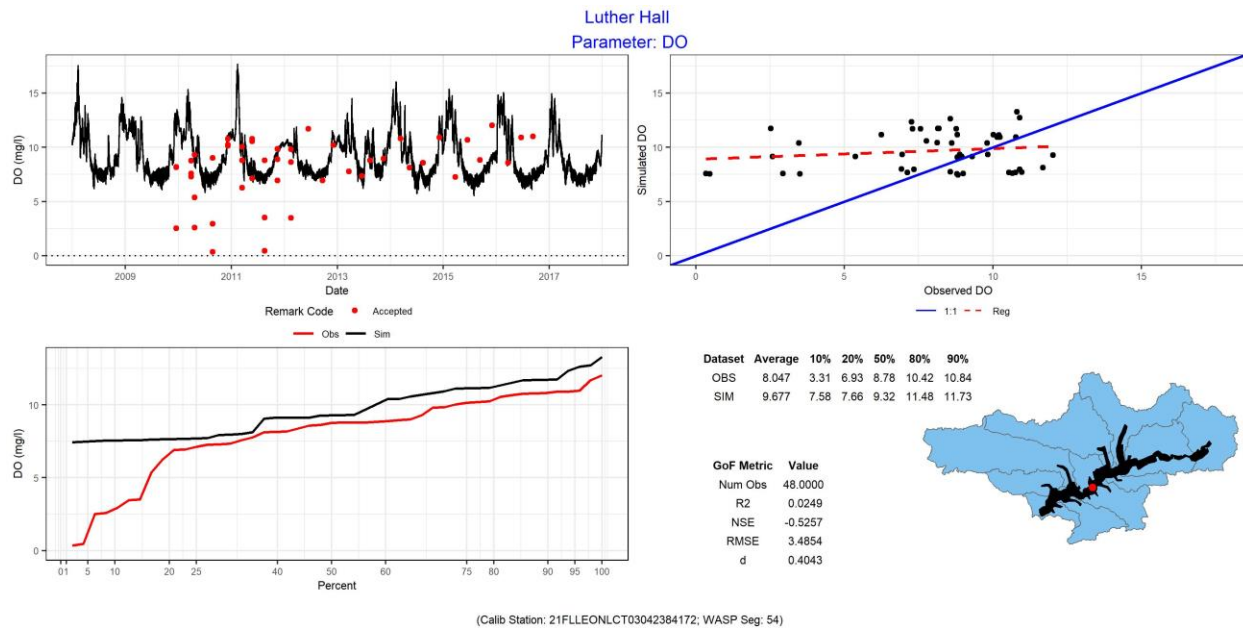 Luther Hall
Parameter: DO
DO (mg/l)
15
10
5
0
2009 2011 2013 2015 2017
Date
Remark Code Accepted
Simulated DO
15
10
5
0
0 5 10 15
Observed DO
1:1 Reg
Obs Sim
DO (mg/l)
10
5
0
0 1 5 10 20 25 40 60 75 80 90 95 100
Percent
Dataset Average 10% 20% 50% 80% 90%
OBS 8.047 3.31 6.93 8.78 10.42 10.84
SIM 9.677 7.58 7.66 9.32 11.48 11.73
GoF Metric Value
Num Obs 48.0000
R2 0.0249
NSE -0.5257
RMSE 3.4854
d 0.4043
(Calib Station: 21FLLEONLCT03042384172; WASP Seg: 54)